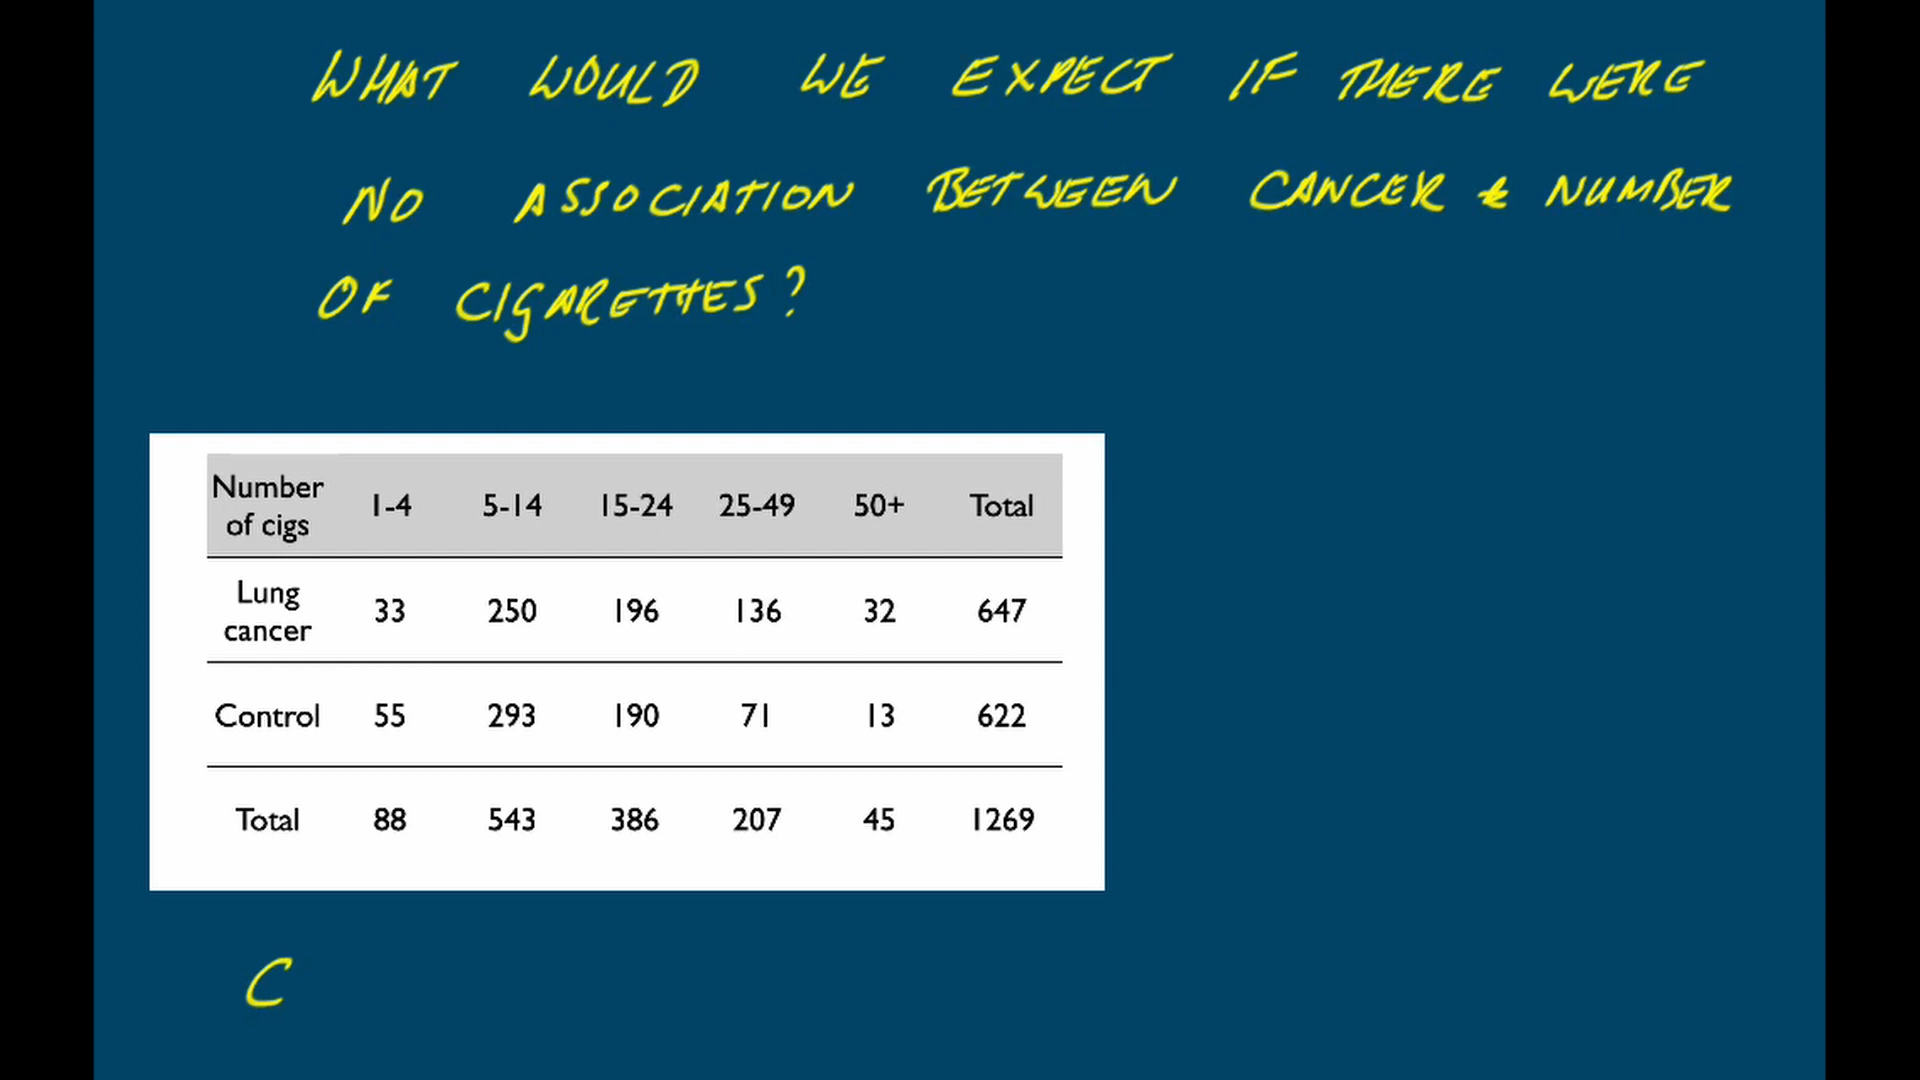 WHAT WOULD WE EXPECT IF THERE WERE
NO ASSOCIATION BETWEEN CANCER & NUMBER
OF CIGARETTES?
Number of cigs 1-4 5-14 15-24 25-49 50+ Total
Lung cancer 33 250 196 136 32 647
Control 55 293 190 71 13 622
Total 88 543 386 207 45 1269
C